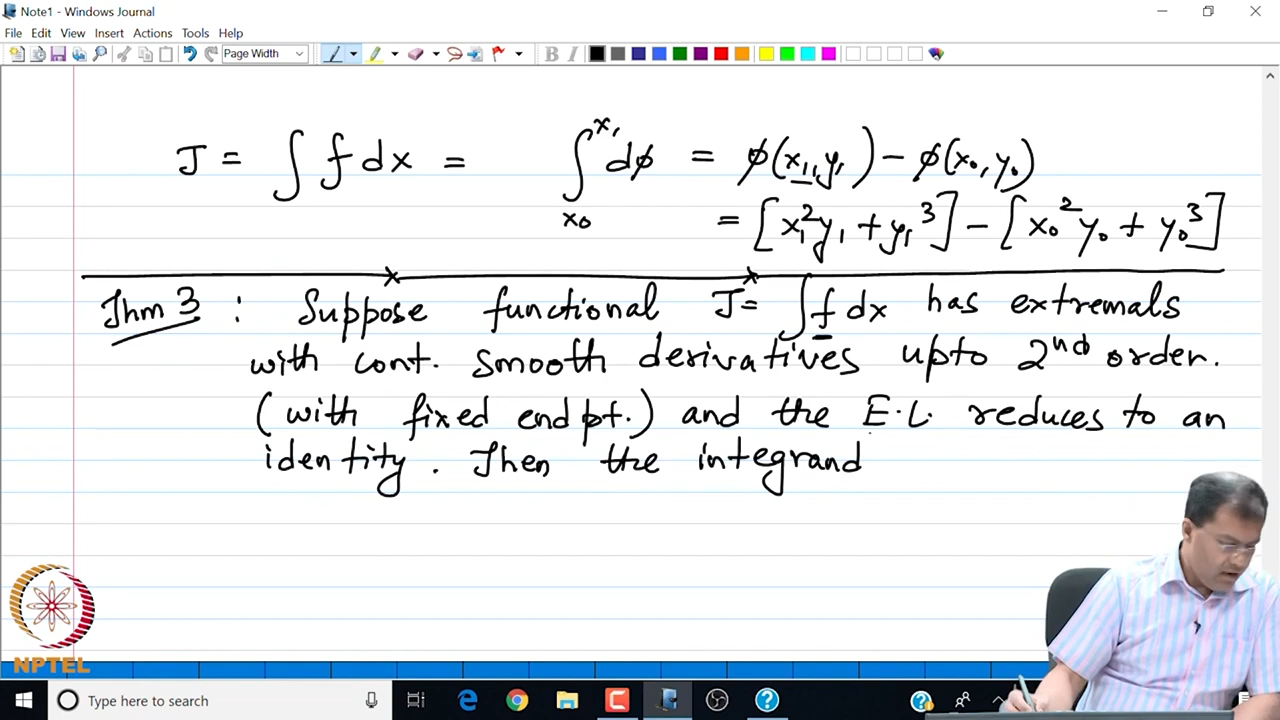 Note1 - Windows Journal
File Edit View Insert Actions Tools Help
Page Width
B I
J = ∫ f dx = ∫_{x₀}^{x₁} dϕ = ϕ(x₁, y₁) − ϕ(x₀, y₀)
= [x₁²y₁ + y₁³] − [x₀²y₀ + y₀³]
Thm 3 : Suppose functional J = ∫ f dx has extremals
with cont. smooth derivatives upto 2nd order.
(with fixed end pt.) and the E.L. reduces to an
identity. Then the integrand
NPTEL
Type here to search